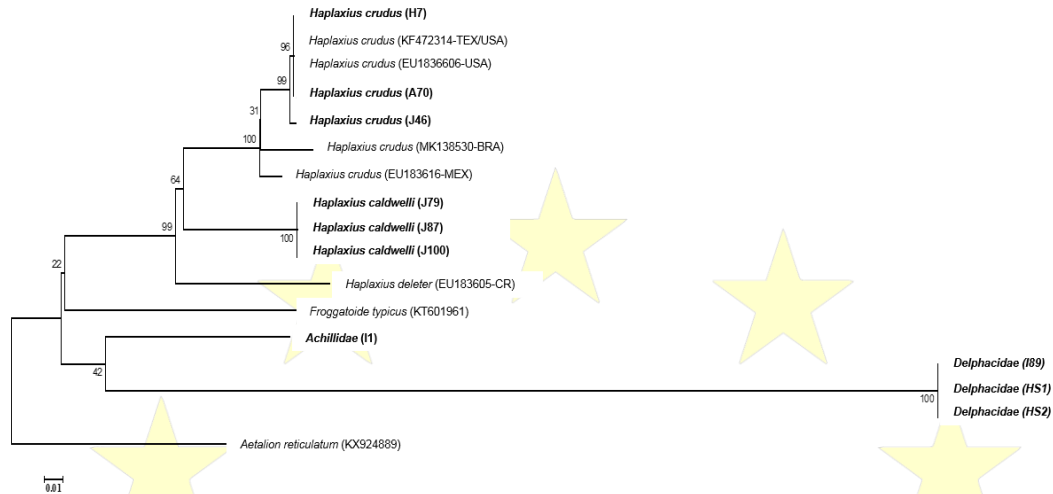 Haplaxius crudus (H7)
Haplaxius crudus (KF472314-TEX/USA)
96
Haplaxius crudus (EU1836606-USA)
99
Haplaxius crudus (A70)
31
Haplaxius crudus (J46)
100
Haplaxius crudus (MK138530-BRA)
64
Haplaxius crudus (EU183616-MEX)
Haplaxius caldwelli (J79)
99
Haplaxius caldwelli (J87)
100
Haplaxius caldwelli (J100)
22
Haplaxius deleter (EU183605-CR)
Froggatoide typicus (KT601961)
Achillidae (I1)
42
Delphacidae (I89)
Delphacidae (HS1)
100
Delphacidae (HS2)
Aetalion reticulatum (KX924889)
0.01